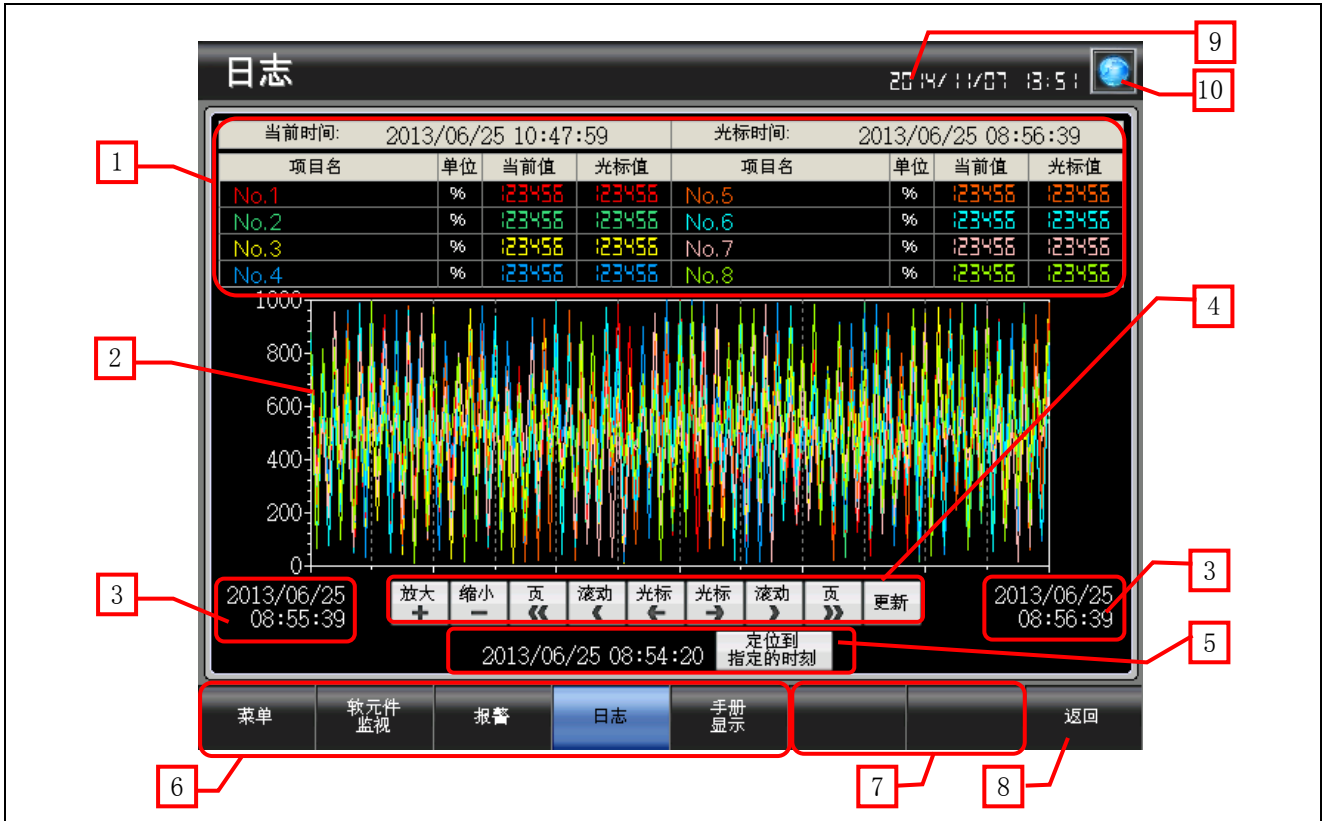 9
日志
2014/11/07 13:51
10
当前时间: 2013/06/25 10:47:59 光标时间: 2013/06/25 08:56:39
1
项目名 单位 当前值 光标值 项目名 单位 当前值 光标值
No.1 % 123456 123456 No.5 % 123456 123456
No.2 % 123456 123456 No.6 % 123456 123456
No.3 % 123456 123456 No.7 % 123456 123456
No.4 % 123456 123456 No.8 % 123456 123456
1000
4
800
2
600
400
200
0
3
2013/06/25
08:55:39
放大 缩小 页 滚动 光标 光标 滚动 页 更新
+ − 《 〈 ← → 〉 》
2013/06/25
08:56:39
3
2013/06/25 08:54:20
定位到
指定的时刻
5
菜单
软元件
监视
报警
日志
手册
显示
返回
6
7
8